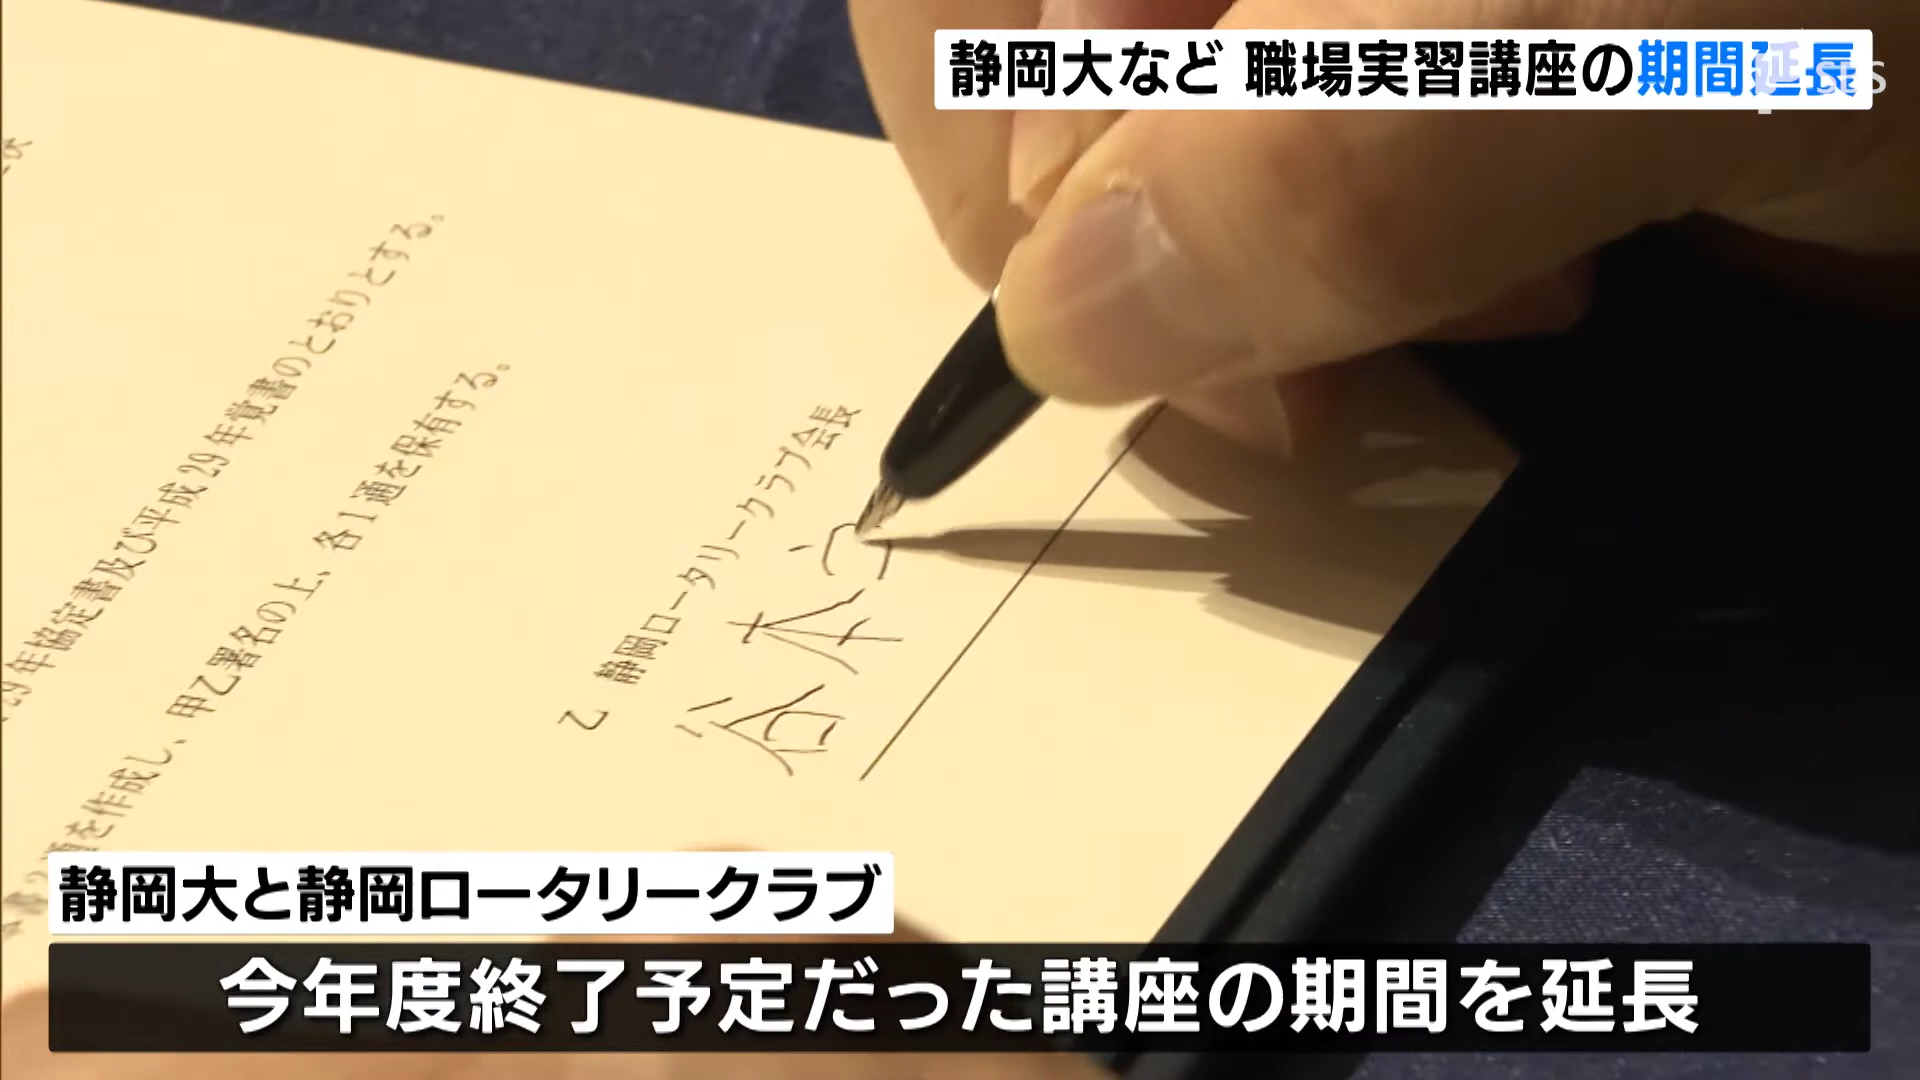 静岡大など 職場実習講座の期間延長
SBS
29年協定書及び平成29年覚書のとおりとする。
通を作成し、甲乙署名の上、各1通を保有する。
乙 静岡ロータリークラブ会長
谷本
静岡大と静岡ロータリークラブ
今年度終了予定だった講座の期間を延長